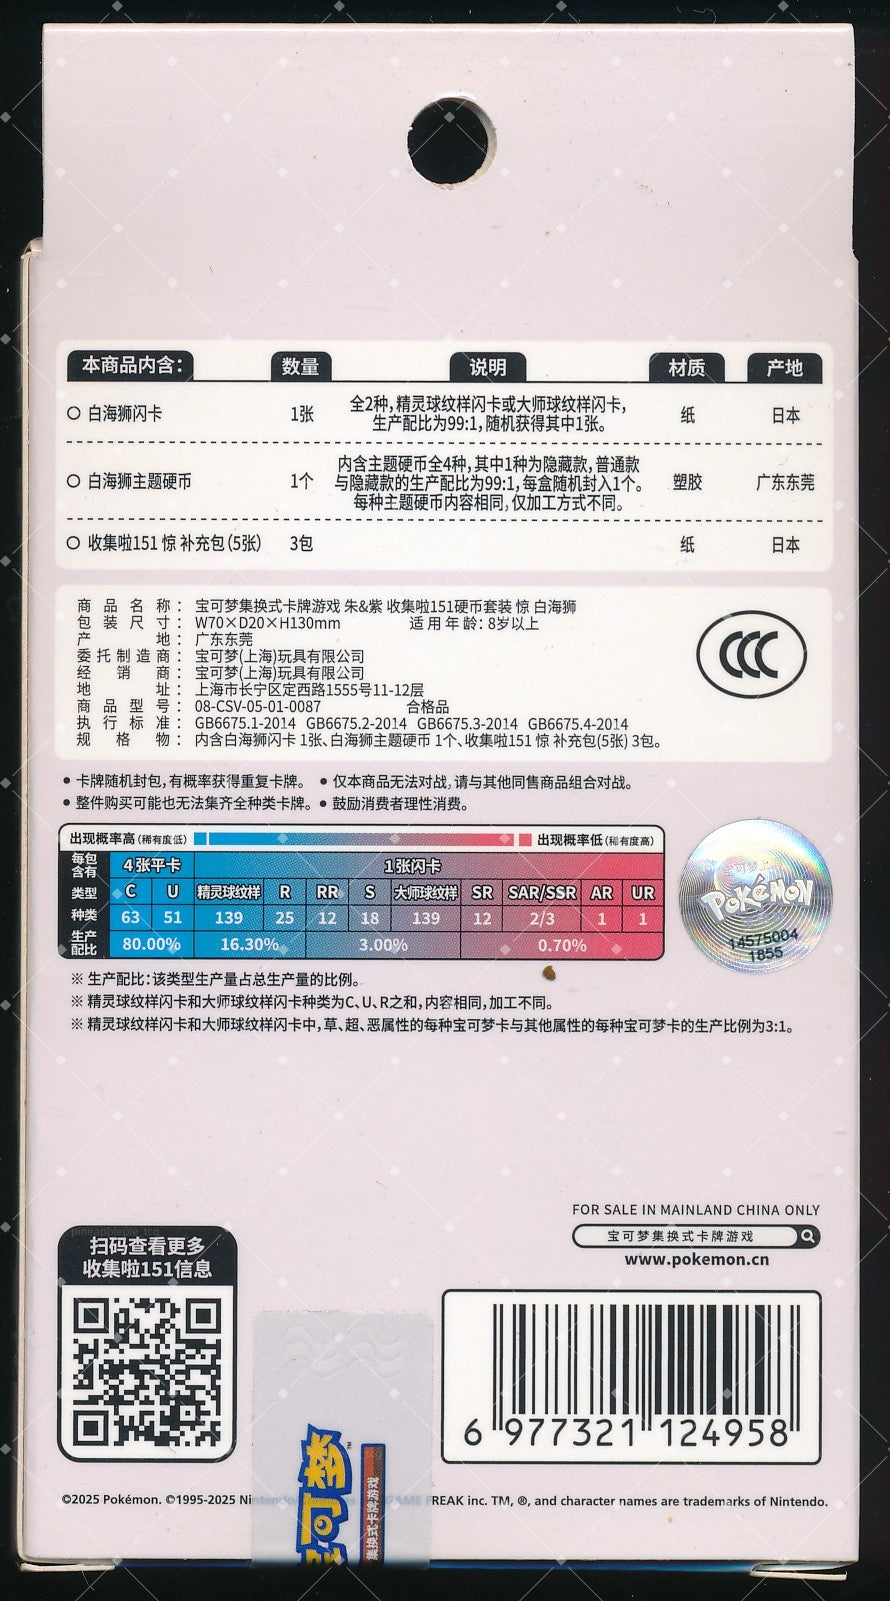 本商品内含: 数量 说明 材质 产地
○ 白海狮闪卡 1张 全2种,精灵球纹样闪卡或大师球纹样闪卡, 纸 日本
生产配比为99:1,随机获得其中1张。
○ 白海狮主题硬币 1个 内含主题硬币全4种,其中1种为隐藏款,普通款 塑胶 广东东莞
与隐藏款的生产配比为99:1,每盒随机封入1个。
每种主题硬币内容相同,仅加工方式不同。
○ 收集啦151 惊 补充包(5张) 3包 纸 日本
商品名称: 宝可梦集换式卡牌游戏 朱&紫 收集啦151硬币套装 惊 白海狮
包装尺寸: W70×D20×H130mm 适用年龄: 8岁以上
产地: 广东东莞
委托制造商: 宝可梦(上海)玩具有限公司
经销商: 宝可梦(上海)玩具有限公司
地址: 上海市长宁区定西路1555号11-12层
商品型号: 08-CSV-05-01-0087 合格品
执行标准: GB6675.1-2014 GB6675.2-2014 GB6675.3-2014 GB6675.4-2014
规格物: 内含白海狮闪卡 1张、白海狮主题硬币 1个、收集啦151 惊 补充包(5张) 3包。
CCC
• 卡牌随机封包,有概率获得重复卡牌。 • 仅本商品无法对战,请与其他同售商品组合对战。
• 整件购买可能也无法集齐全种类卡牌。 • 鼓励消费者理性消费。
出现概率高(稀有度低) 出现概率低(稀有度高)
每包含有 4张平卡 1张闪卡
类型 C U 精灵球纹样 R RR S 大师球纹样 SR SAR/SSR AR UR
种类 63 51 139 25 12 18 139 12 2/3 1 1
生产配比 80.00% 16.30% 3.00% 0.70%
POKéMON
14575004
1855
※ 生产配比:该类型生产量占总生产量的比例。
※ 精灵球纹样闪卡和大师球纹样闪卡种类为C、U、R之和,内容相同,加工不同。
※ 精灵球纹样闪卡和大师球纹样闪卡中,草、超、恶属性的每种宝可梦卡与其他属性的每种宝可梦卡的生产比例为3:1。
FOR SALE IN MAINLAND CHINA ONLY
宝可梦集换式卡牌游戏
www.pokemon.cn
pineapplepie_tcg
扫码查看更多
收集啦151信息
6 977321 124958
可梦
集换式卡牌游戏
©2025 Pokémon. ©1995-2025 Nintendo GAME FREAK inc. TM, ®, and character names are trademarks of Nintendo.